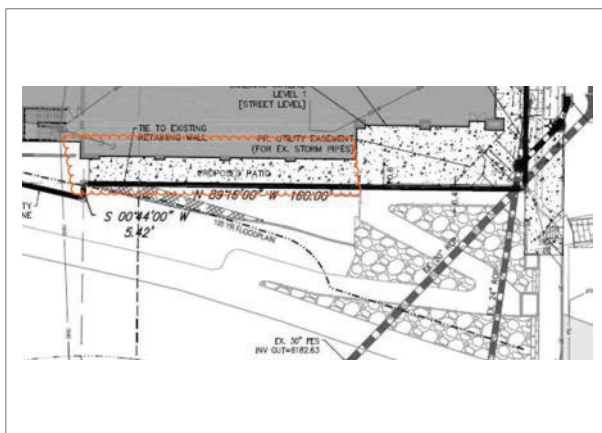 LEVEL 1
[STREET LEVEL]
TIE TO EXISTING
RETAINING WALL
PR. UTILITY EASEMENT
(FOR EX. STORM PIPES)
PROPOSED PATIO
N 89°16'00" W 160.00'
S 00°44'00" W
5.42'
100 YR FLOODPLAIN
EX. 30" FES
INV OUT=6182.63